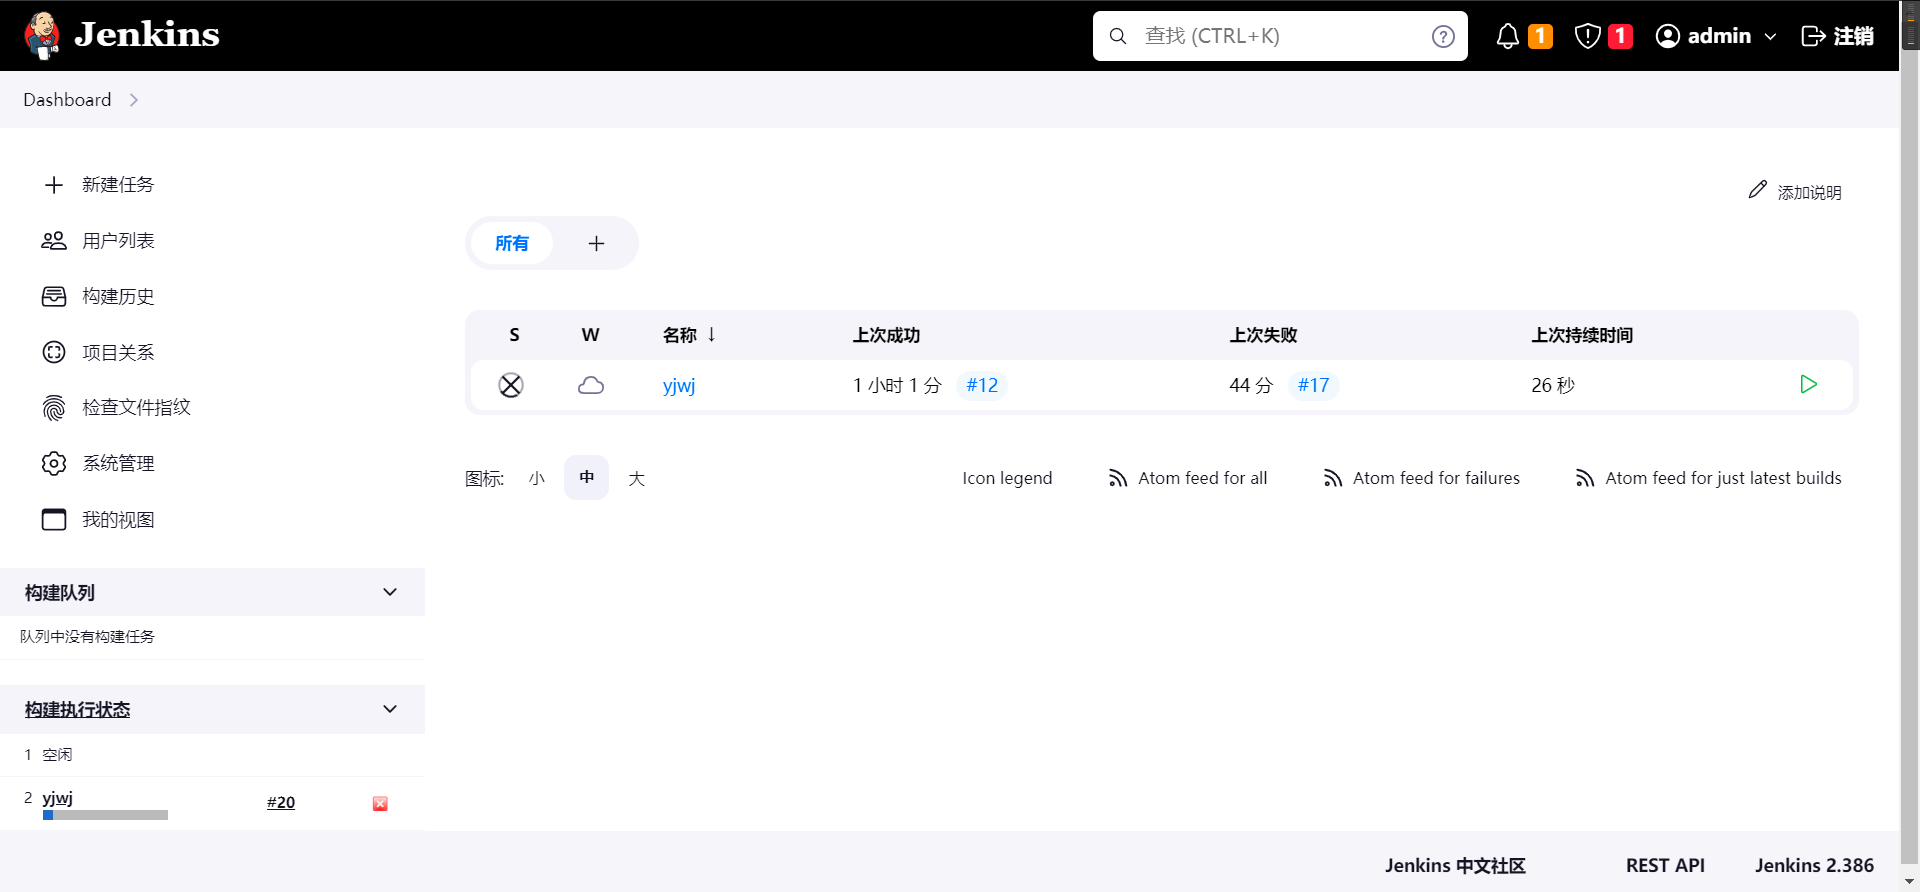 Jenkins
查找 (CTRL+K)
1
1
admin
注销
Dashboard
新建任务
用户列表
构建历史
项目关系
检查文件指纹
系统管理
我的视图
构建队列
队列中没有构建任务
构建执行状态
1 空闲
2 yjwj #20
添加说明
所有
S W 名称 ↓ 上次成功 上次失败 上次持续时间
yjwj 1 小时 1 分 #12 44 分 #17 26 秒
图标: 小 中 大 Icon legend Atom feed for all Atom feed for failures Atom feed for just latest builds
Jenkins 中文社区 REST API Jenkins 2.386